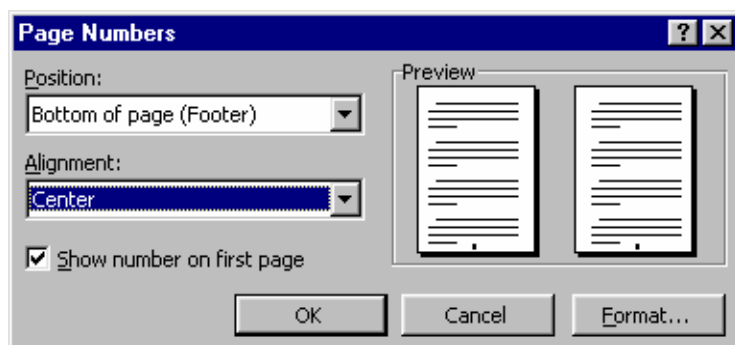 Page Numbers
Position:
Bottom of page (Footer)
Alignment:
Center
Show number on first page
Preview
OK
Cancel
Format...